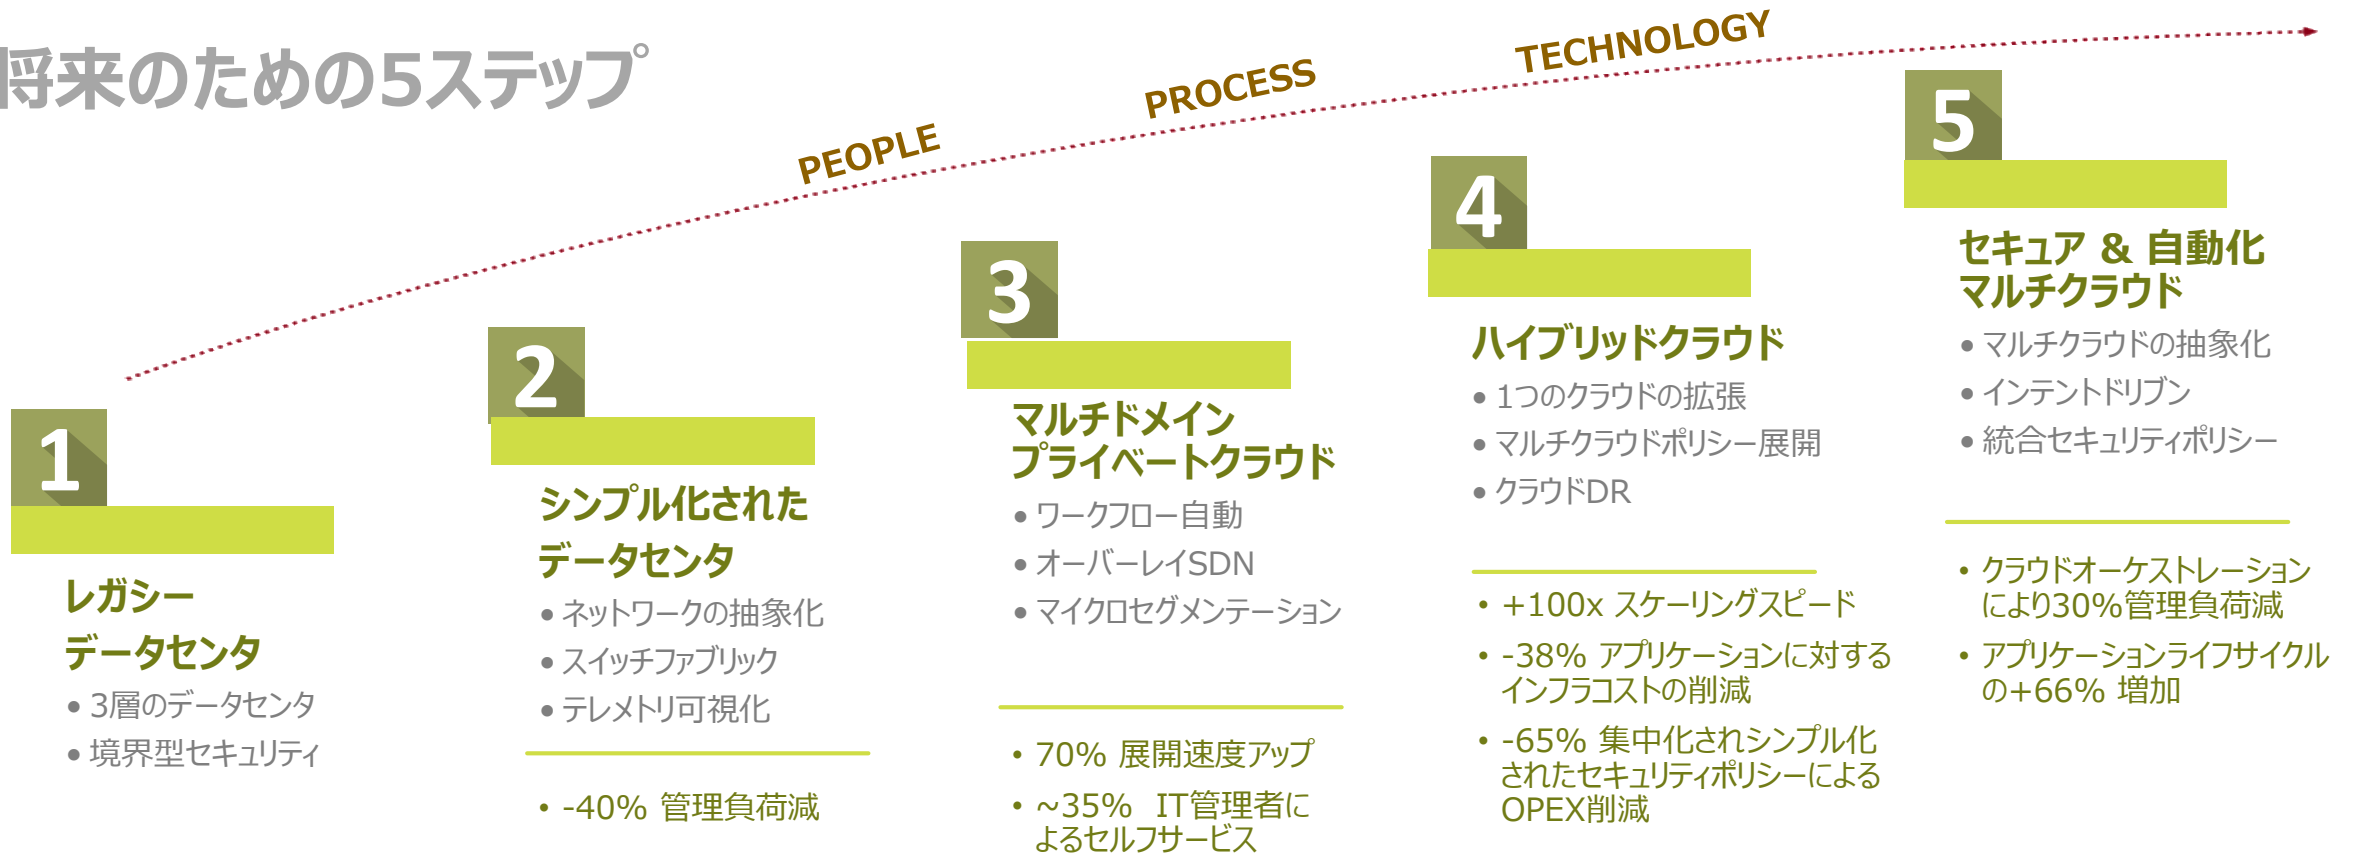 将来のための5ステップ
PEOPLE
PROCESS
TECHNOLOGY
1
レガシー
データセンタ
• 3層のデータセンタ
• 境界型セキュリティ
2
シンプル化された
データセンタ
• ネットワークの抽象化
• スイッチファブリック
• テレメトリ可視化
• -40% 管理負荷減
3
マルチドメイン
プライベートクラウド
• ワークフロー自動
• オーバーレイSDN
• マイクロセグメンテーション
• 70% 展開速度アップ
• ~35% IT管理者に
よるセルフサービス
4
ハイブリッドクラウド
• 1つのクラウドの拡張
• マルチクラウドポリシー展開
• クラウドDR
• +100x スケーリングスピード
• -38% アプリケーションに対する
インフラコストの削減
• -65% 集中化されシンプル化
されたセキュリティポリシーによる
OPEX削減
5
セキュア & 自動化
マルチクラウド
• マルチクラウドの抽象化
• インテントドリブン
• 統合セキュリティポリシー
• クラウドオーケストレーション
により30%管理負荷減
• アプリケーションライフサイクル
の+66% 増加